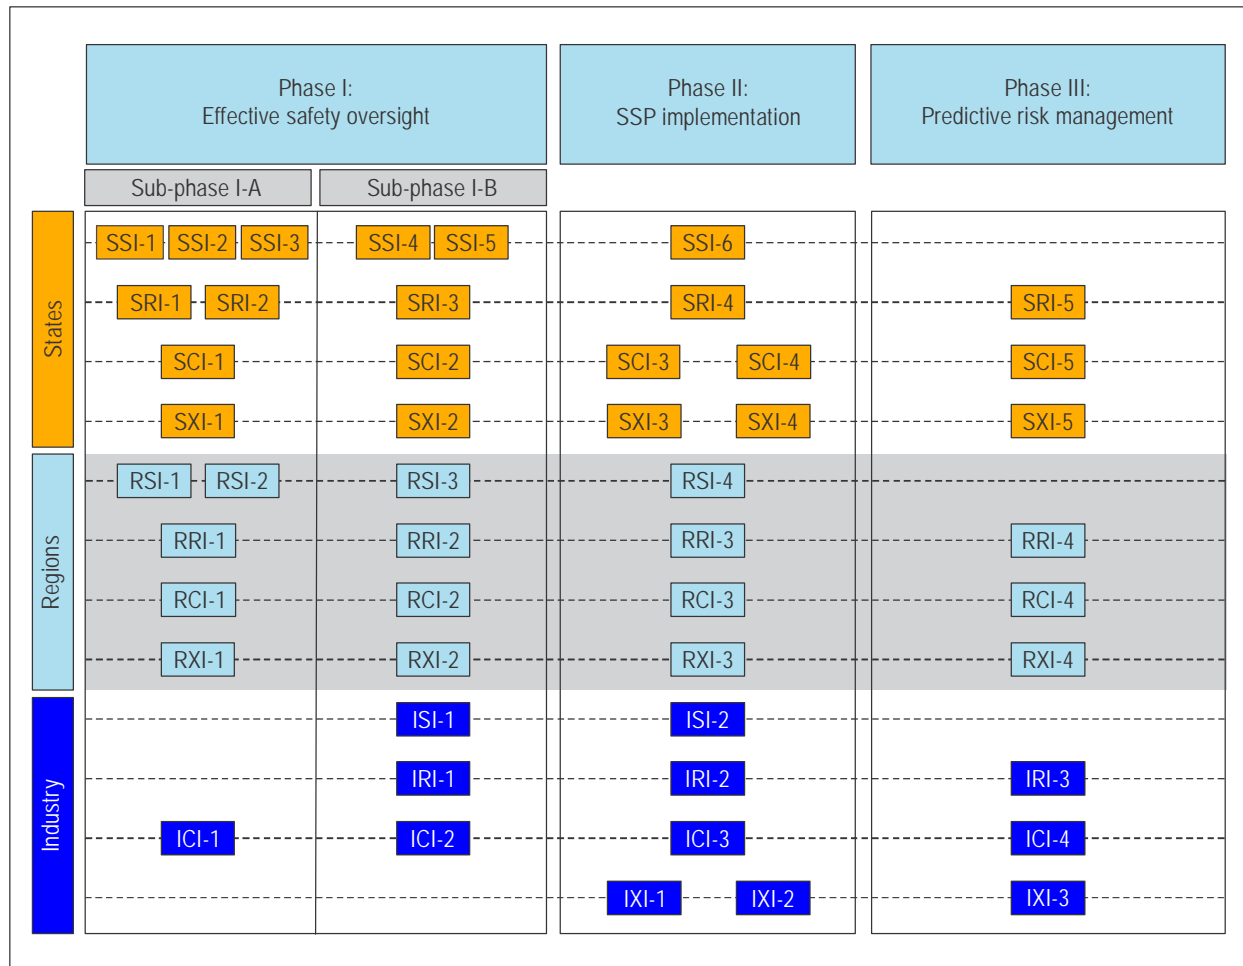 Phase I:
Effective safety oversight
Phase II:
SSP implementation
Phase III:
Predictive risk management
Sub-phase I-A
Sub-phase I-B
States
SSI-1 SSI-2 SSI-3 SSI-4 SSI-5 SSI-6
SRI-1 SRI-2 SRI-3 SRI-4 SRI-5
SCI-1 SCI-2 SCI-3 SCI-4 SCI-5
SXI-1 SXI-2 SXI-3 SXI-4 SXI-5
Regions
RSI-1 RSI-2 RSI-3 RSI-4
RRI-1 RRI-2 RRI-3 RRI-4
RCI-1 RCI-2 RCI-3 RCI-4
RXI-1 RXI-2 RXI-3 RXI-4
Industry
ISI-1 ISI-2
IRI-1 IRI-2 IRI-3
ICI-1 ICI-2 ICI-3 ICI-4
IXI-1 IXI-2 IXI-3